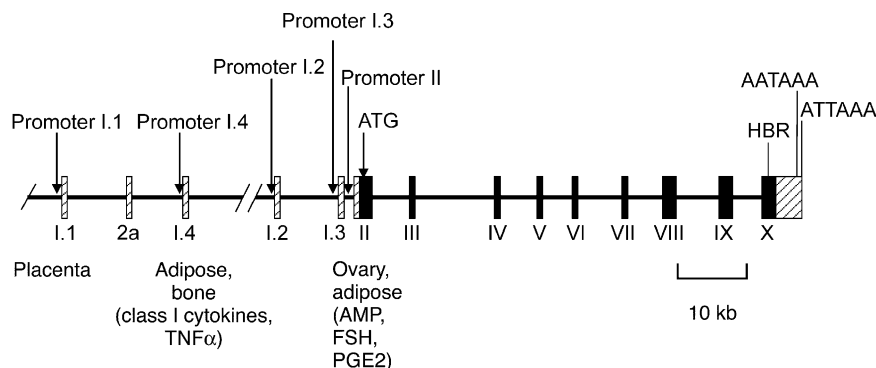 Promoter I.3
Promoter I.2
Promoter II
AATAAA
ATTAAA
Promoter I.1
Promoter I.4
ATG
HBR
I.1
2a
I.4
I.2
I.3
II
III
IV
V
VI
VII
VIII
IX
X
Placenta
Adipose,
bone
(class I cytokines,
TNFα)
Ovary,
adipose
(AMP,
FSH,
PGE2)
10 kb